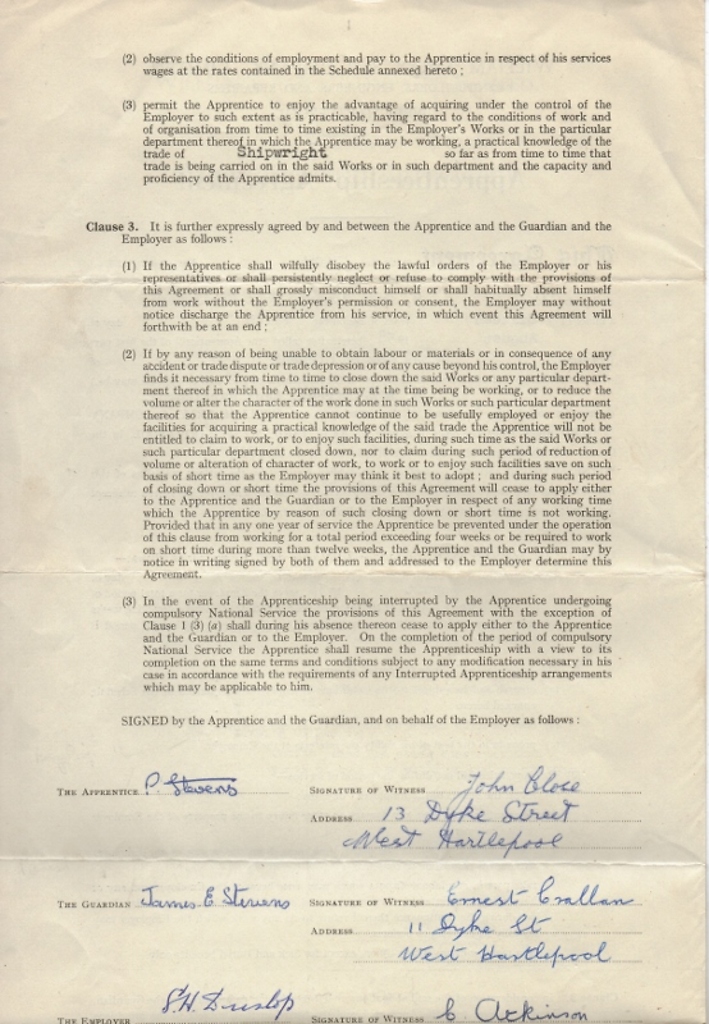 (2) observe the conditions of employment and pay to the Apprentice in respect of his services
wages at the rates contained in the Schedule annexed hereto ;
(3) permit the Apprentice to enjoy the advantage of acquiring under the control of the
Employer to such extent as is practicable, having regard to the conditions of work and
of organisation from time to time existing in the Employer's Works or in the particular
department thereof in which the Apprentice may be working, a practical knowledge of the
trade of Shipwright so far as from time to time that
trade is being carried on in the said Works or in such department and the capacity and
proficiency of the Apprentice admits.
Clause 3. It is further expressly agreed by and between the Apprentice and the Guardian and the
Employer as follows :
(1) If the Apprentice shall wilfully disobey the lawful orders of the Employer or his
representatives or shall persistently neglect or refuse to comply with the provisions of
this Agreement or shall grossly misconduct himself or shall habitually absent himself
from work without the Employer's permission or consent, the Employer may without
notice discharge the Apprentice from his service, in which event this Agreement will
forthwith be at an end ;
(2) If by any reason of being unable to obtain labour or materials or in consequence of any
accident or trade dispute or trade depression or of any cause beyond his control, the Employer
finds it necessary from time to time to close down the said Works or any particular depart-
ment thereof in which the Apprentice may at the time being be working, or to reduce the
volume or alter the character of the work done in such Works or such particular department
thereof so that the Apprentice cannot continue to be usefully employed or enjoy the
facilities for acquiring a practical knowledge of the said trade the Apprentice will not be
entitled to claim to work, or to enjoy such facilities, during such time as the said Works or
such particular department closed down, nor to claim during such period of reduction of
volume or alteration of character of work, to work or to enjoy such facilities save on such
basis of short time as the Employer may think it best to adopt ; and during such period
of closing down or short time the provisions of this Agreement will cease to apply either
to the Apprentice and the Guardian or to the Employer in respect of any working time
which the Apprentice by reason of such closing down or short time is not working.
Provided that in any one year of service the Apprentice be prevented under the operation
of this clause from working for a total period exceeding four weeks or be required to work
on short time during more than twelve weeks, the Apprentice and the Guardian may by
notice in writing signed by both of them and addressed to the Employer determine this
Agreement.
(3) In the event of the Apprenticeship being interrupted by the Apprentice undergoing
compulsory National Service the provisions of this Agreement with the exception of
Clause 1 (3) (a) shall during his absence thereon cease to apply either to the Apprentice
and the Guardian or to the Employer. On the completion of the period of compulsory
National Service the Apprentice shall resume the Apprenticeship with a view to its
completion on the same terms and conditions subject to any modification necessary in his
case in accordance with the requirements of any Interrupted Apprenticeship arrangements
which may be applicable to him.
SIGNED by the Apprentice and the Guardian, and on behalf of the Employer as follows :
THE APPRENTICE P. Stevens SIGNATURE OF WITNESS John Close
ADDRESS 13 Dyke Street
West Hartlepool
THE GUARDIAN James E Stevens SIGNATURE OF WITNESS Ernest Crallan
ADDRESS 11 Dyke St
West Hartlepool
THE EMPLOYER S.H. Dunslop SIGNATURE OF WITNESS C. Atkinson